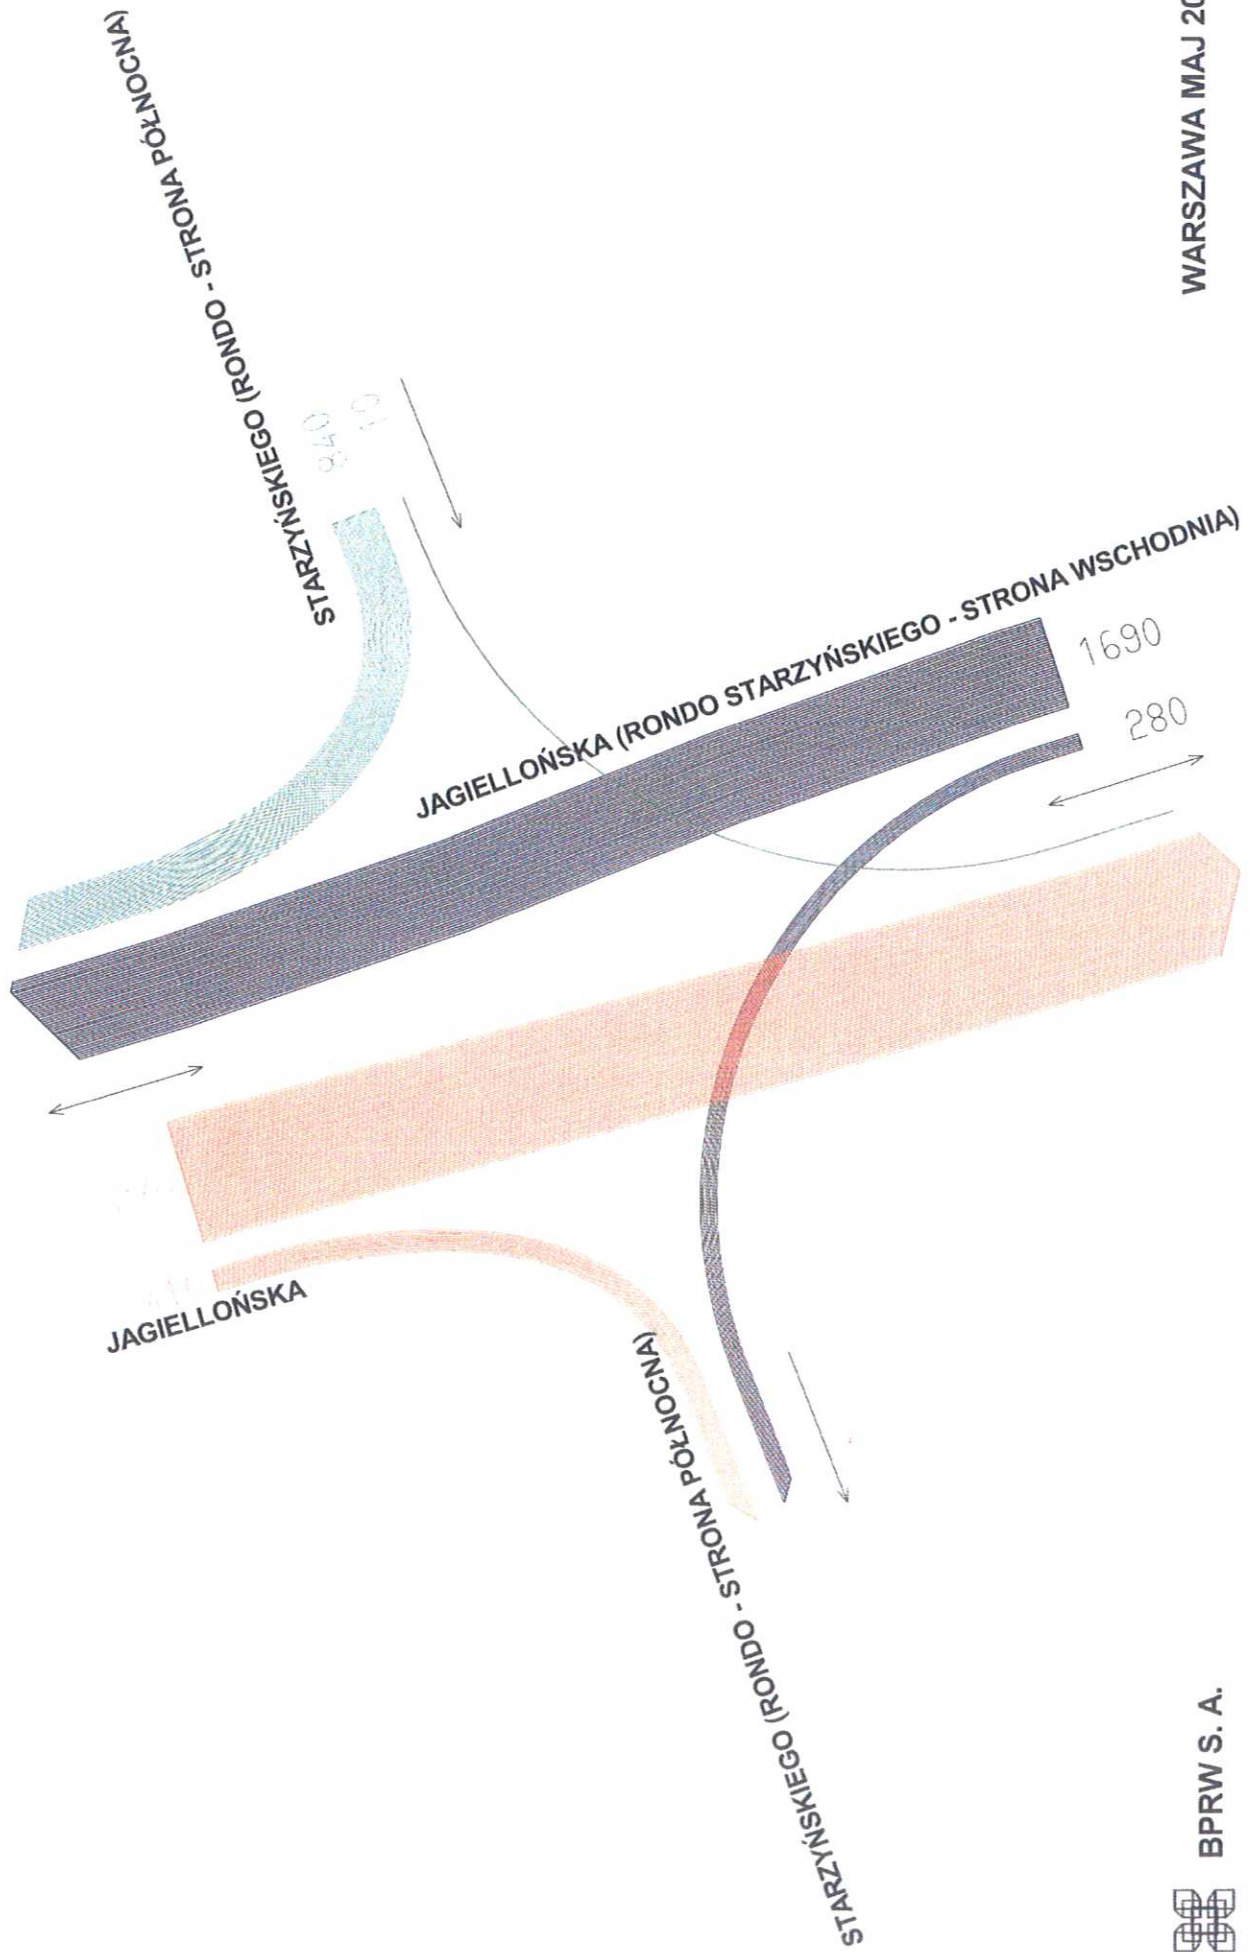 STARZYŃSKIEGO (RONDO - STRONA PÓŁNOCNA)
840
10
JAGIELLOŃSKA (RONDO STARZYŃSKIEGO - STRONA WSCHODNIA)
1690
280
JAGIELLOŃSKA
STARZYŃSKIEGO (RONDO - STRONA PÓŁNOCNA)
WARSZAWA MAJ 20
BPRW S. A.